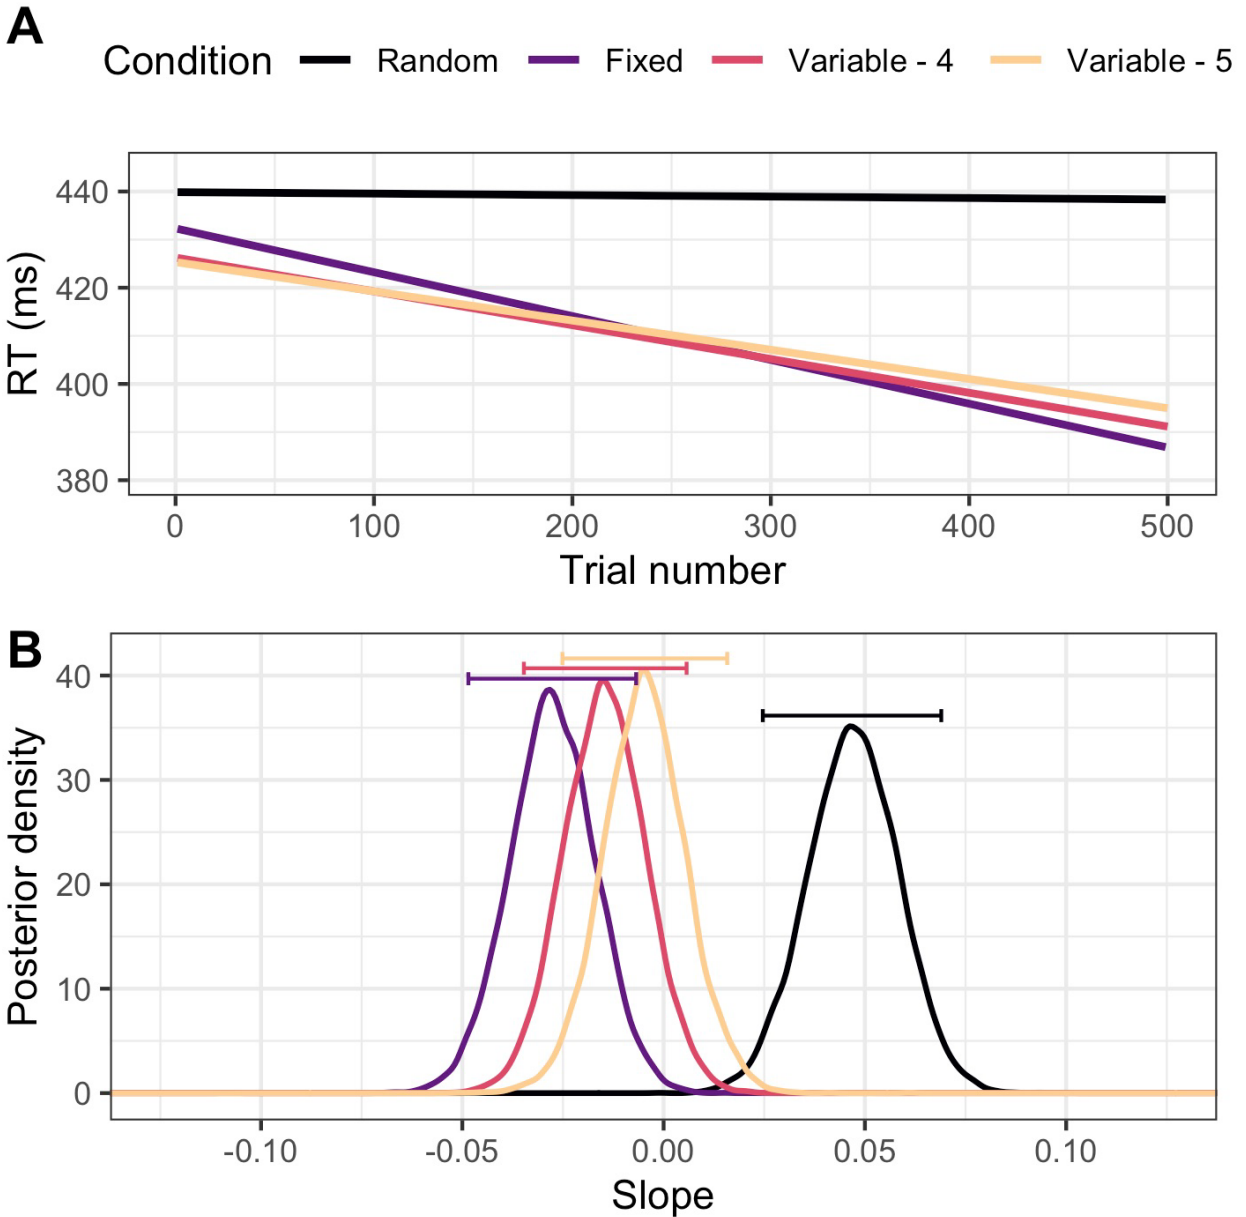 A
Condition Random Fixed Variable - 4 Variable - 5
440
420
400
380
RT (ms)
0 100 200 300 400 500
Trial number
B
40
30
20
10
0
Posterior density
-0.10 -0.05 0.00 0.05 0.10
Slope